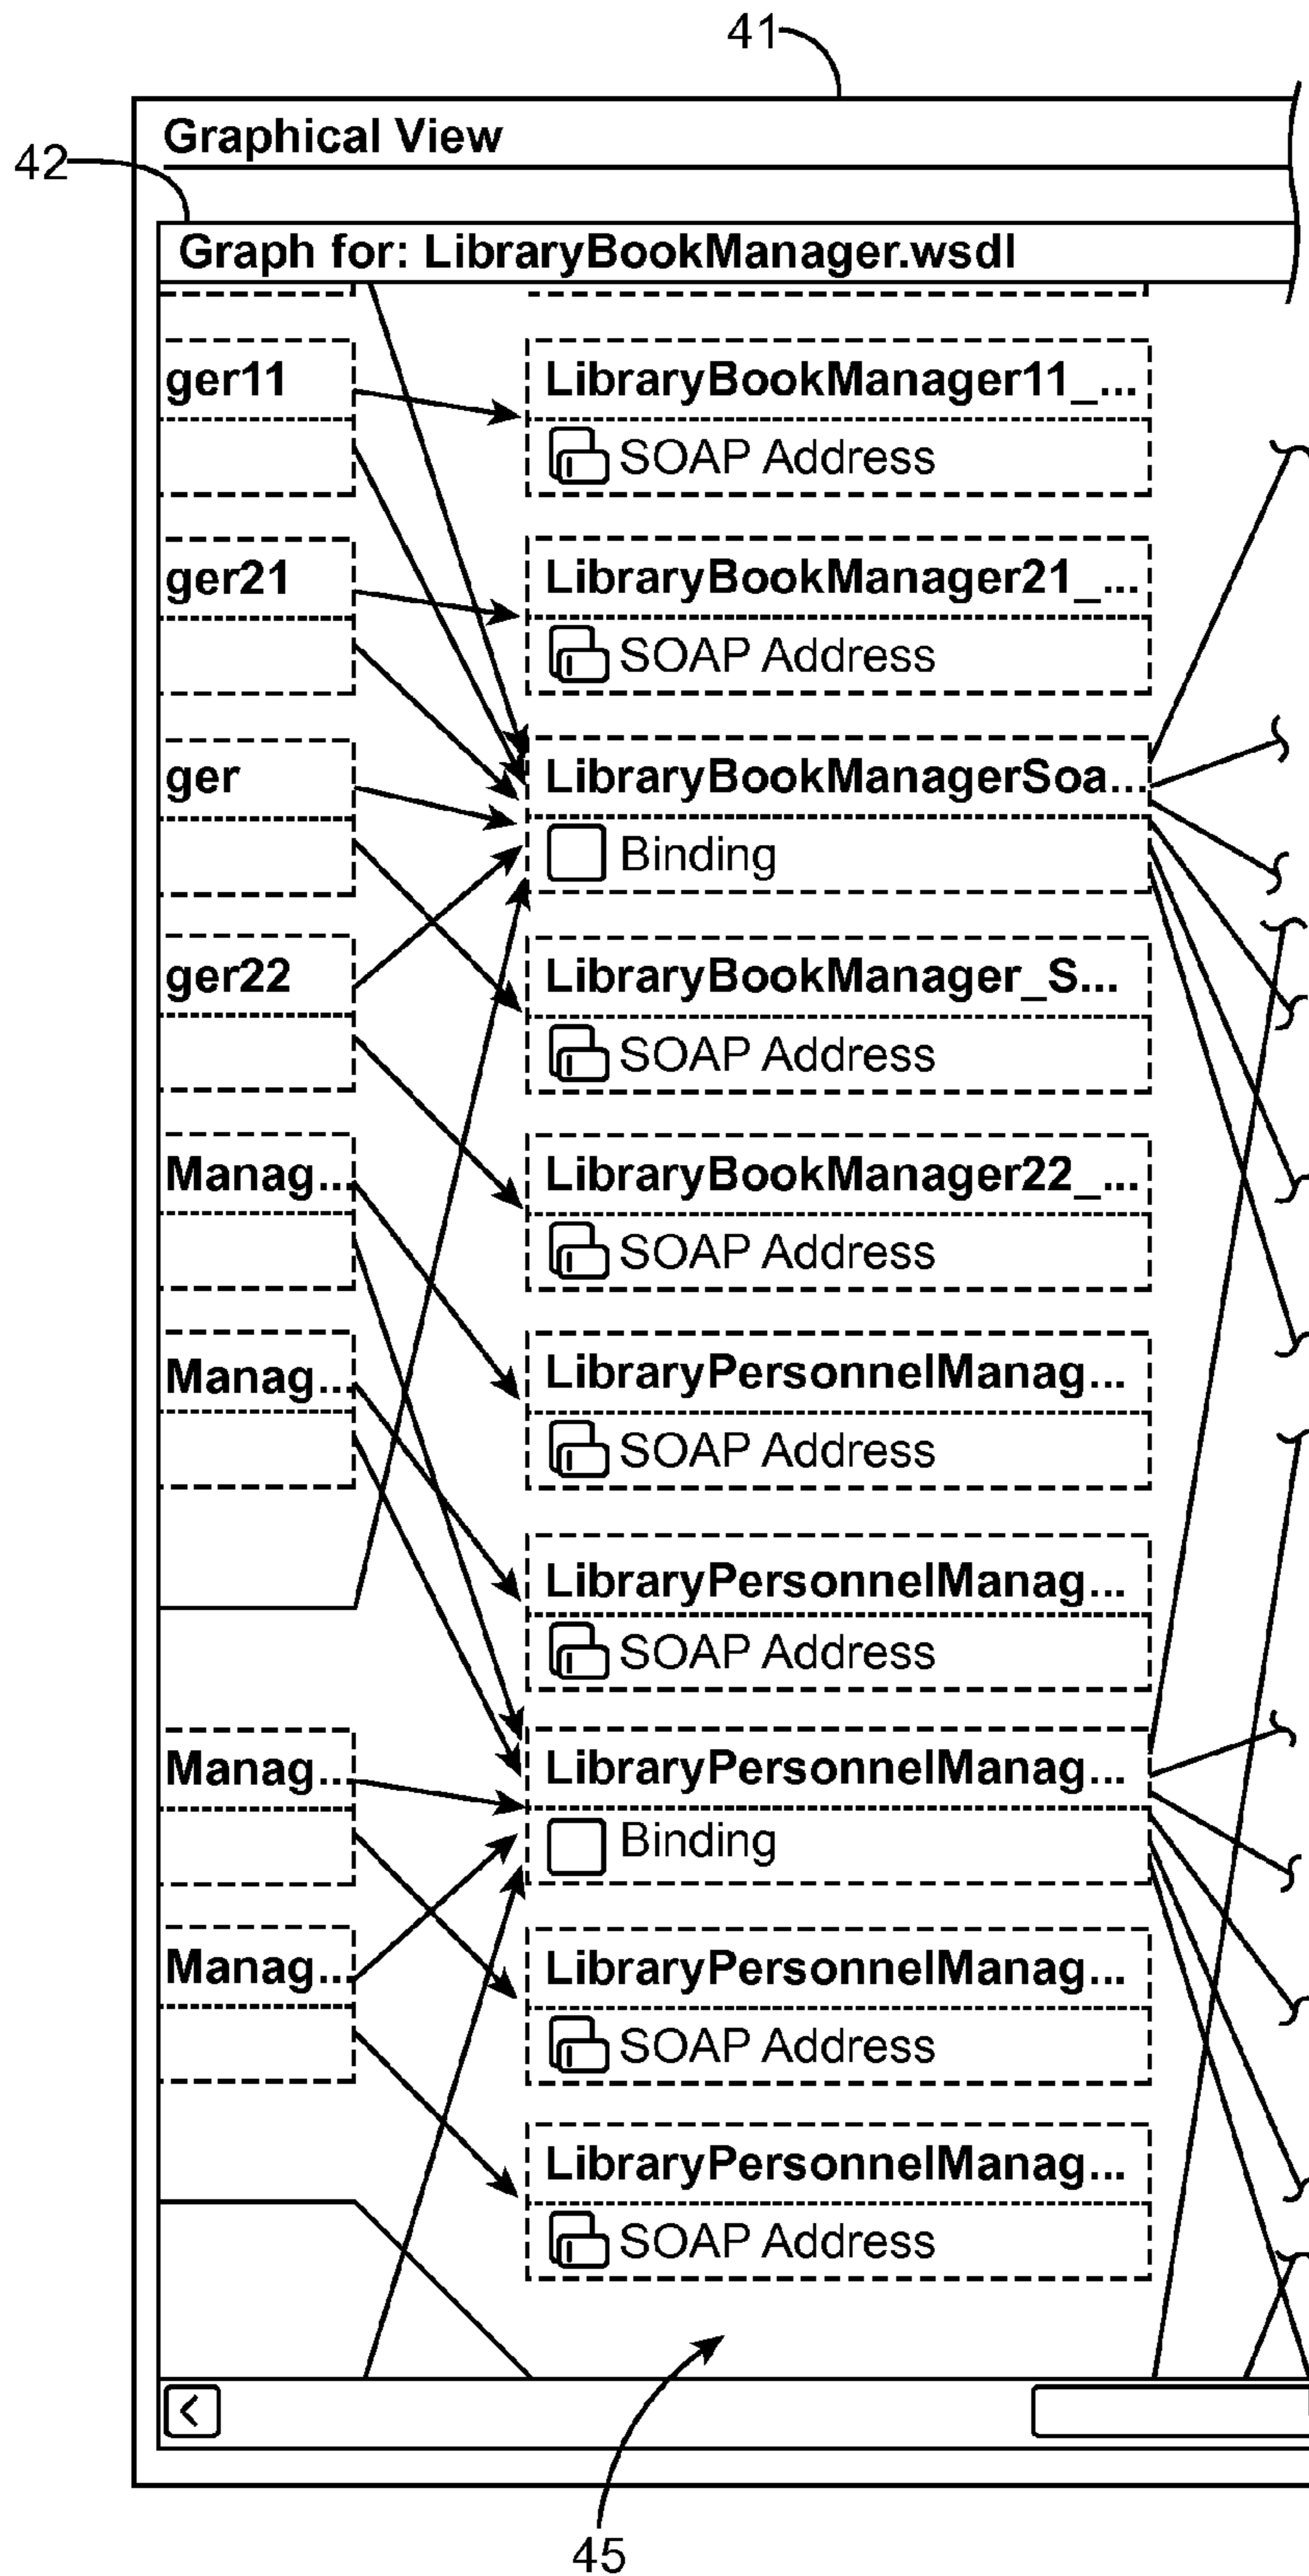 41
Graphical View
42
Graph for: LibraryBookManager.wsdl
ger11
LibraryBookManager11_...
SOAP Address
ger21
LibraryBookManager21_...
SOAP Address
ger
LibraryBookManagerSoa...
Binding
ger22
LibraryBookManager_S...
SOAP Address
Manag...
LibraryBookManager22_...
SOAP Address
Manag...
LibraryPersonnelManag...
SOAP Address
LibraryPersonnelManag...
SOAP Address
Manag...
LibraryPersonnelManag...
Binding
Manag...
LibraryPersonnelManag...
SOAP Address
LibraryPersonnelManag...
SOAP Address
<
45